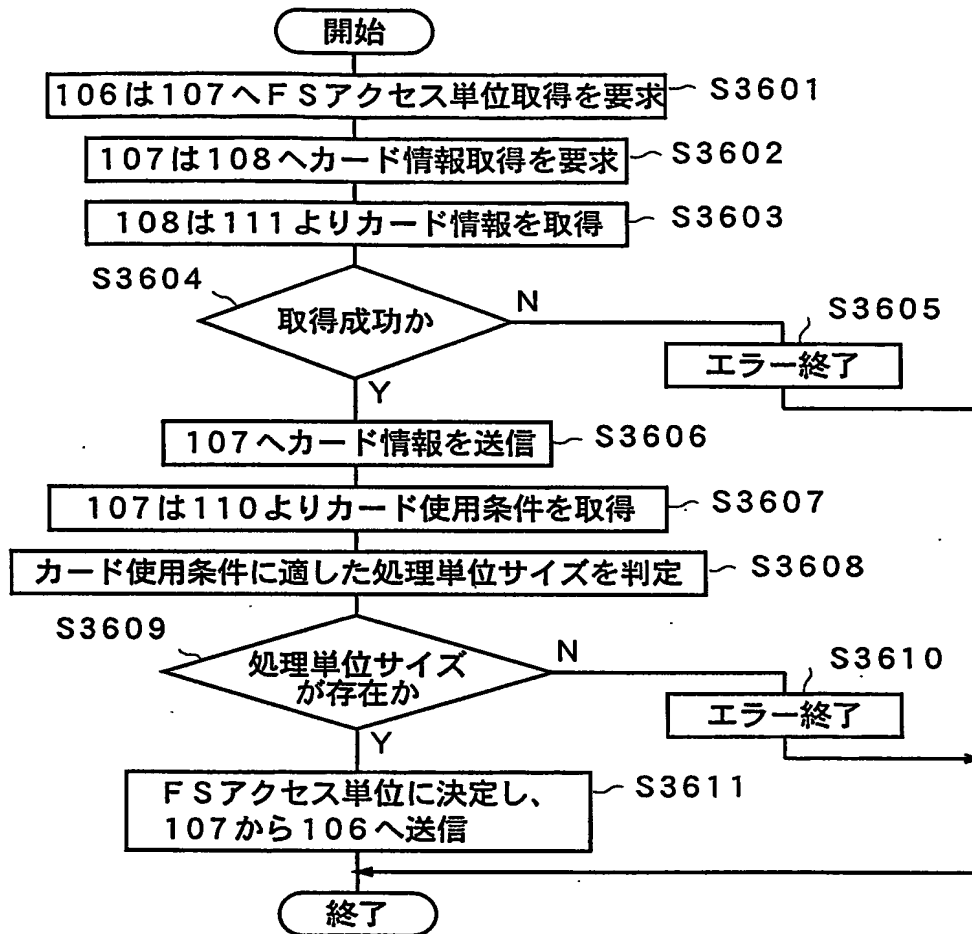 開始
106は107へFSアクセス単位取得を要求 S3601
107は108へカード情報取得を要求 S3602
108は111よりカード情報を取得 S3603
S3604
取得成功か
N
S3605
エラー終了
Y
107へカード情報を送信 S3606
107は110よりカード使用条件を取得 S3607
カード使用条件に適した処理単位サイズを判定 S3608
S3609
処理単位サイズ
が存在か
N
S3610
エラー終了
Y
FSアクセス単位に決定し、 S3611
107から106へ送信
終了